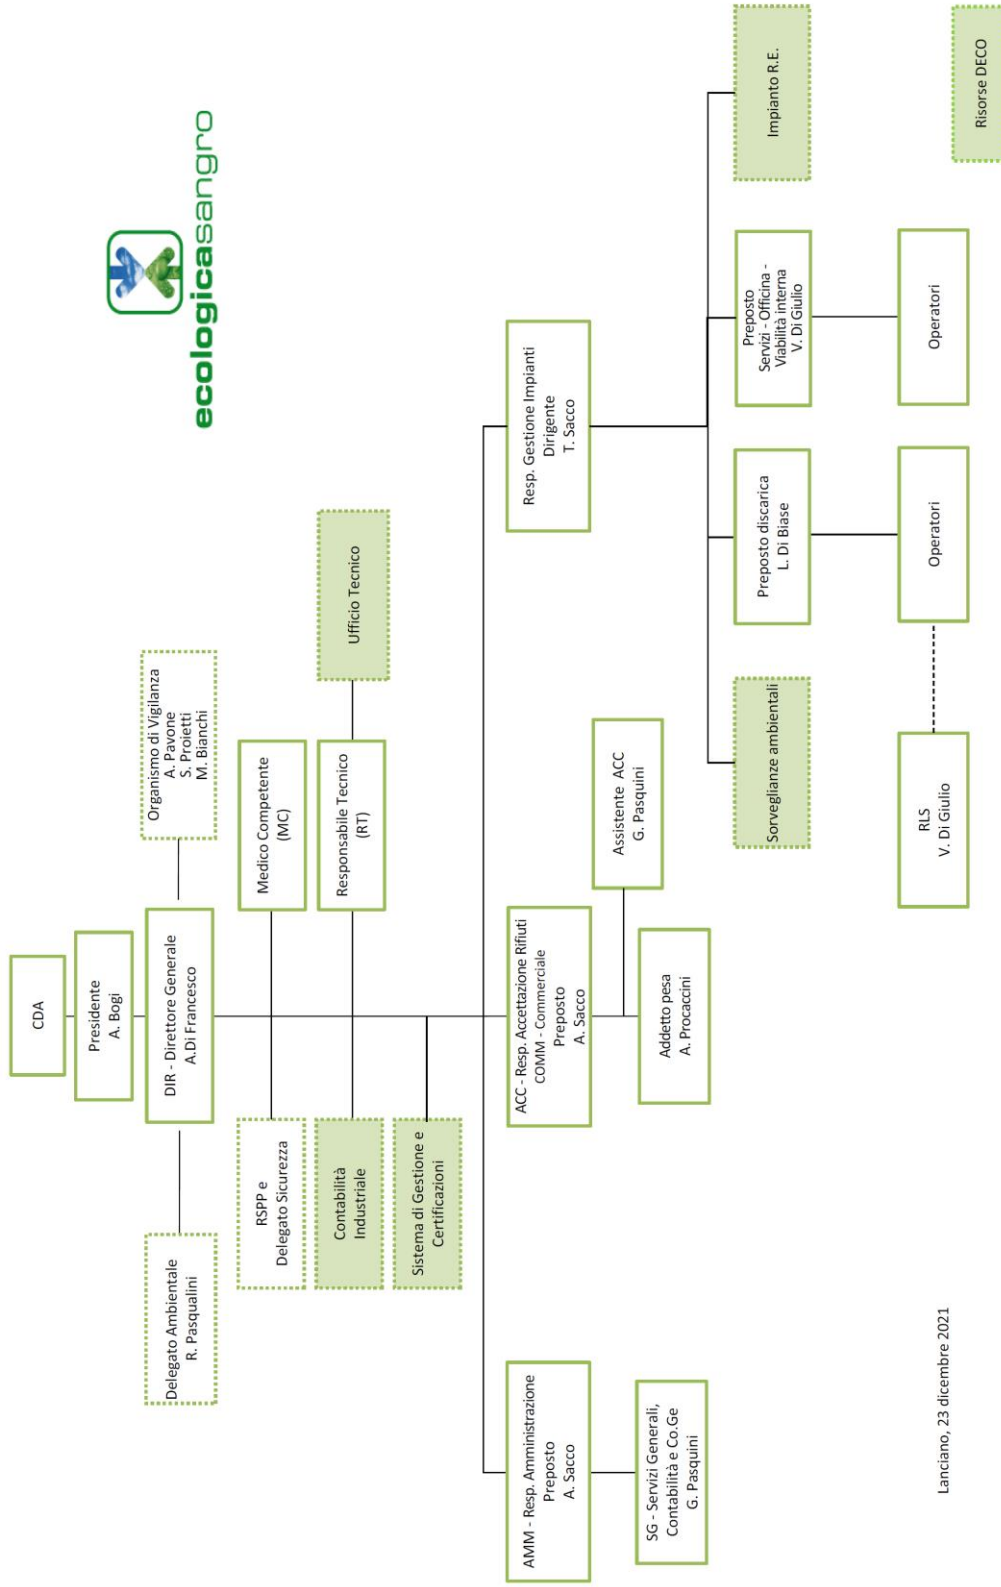 ecologicasangro
CDA
Presidente
A. Bogi
DIR - Direttore Generale
A.Di Francesco
Delegato Ambientale
R. Pasqualini
Organismo di Vigilanza
A. Pavone
S. Proietti
M. Bianchi
RSPP e
Delegato Sicurezza
Medico Competente
(MC)
Contabilità
Industriale
Responsabile Tecnico
(RT)
Ufficio Tecnico
Sistema di Gestione e
Certificazioni
AMM - Resp. Amministrazione
Preposto
A. Sacco
ACC - Resp. Accettazione Rifiuti
COMM - Commerciale
Preposto
A. Sacco
Resp. Gestione Impianti
Dirigente
T. Sacco
Assistente ACC
G. Pasquini
SG - Servizi Generali,
Contabilità e Co.Ge
G. Pasquini
Addetto pesa
A. Procaccini
Sorveglianze ambientali
Preposto discarica
L. Di Biase
Preposto
Servizi - Officina -
Viabilità interna
V. Di Giulio
Impianto R.E.
RLS
V. Di Giulio
Operatori
Operatori
Risorse DECO
Lanciano, 23 dicembre 2021